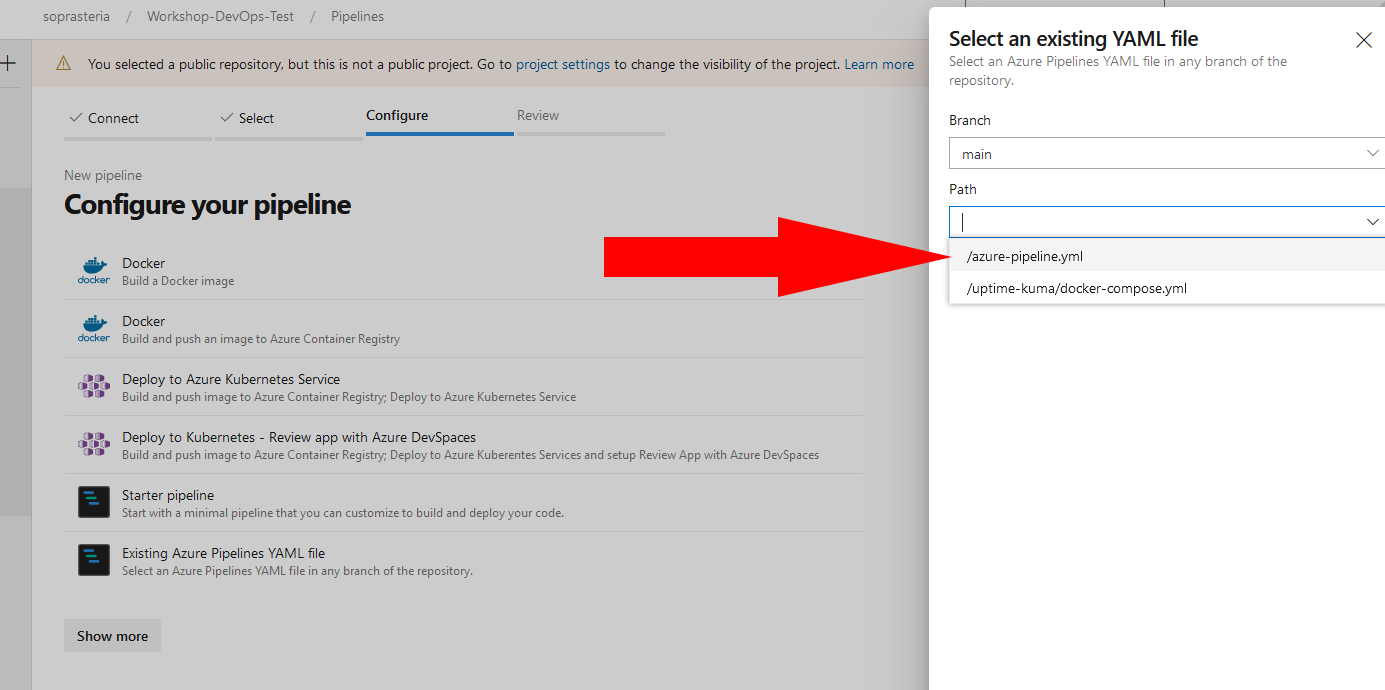 soprasteria / Workshop-DevOps-Test / Pipelines
You selected a public repository, but this is not a public project. Go to project settings to change the visibility of the project. Learn more
Connect
Select
Configure
Review
New pipeline
Configure your pipeline
docker
Docker
Build a Docker image
docker
Docker
Build and push an image to Azure Container Registry
Deploy to Azure Kubernetes Service
Build and push image to Azure Container Registry; Deploy to Azure Kubernetes Service
Deploy to Kubernetes - Review app with Azure DevSpaces
Build and push image to Azure Container Registry; Deploy to Azure Kuberentes Services and setup Review App with Azure DevSpaces
Starter pipeline
Start with a minimal pipeline that you can customize to build and deploy your code.
Existing Azure Pipelines YAML file
Select an Azure Pipelines YAML file in any branch of the repository.
Show more
Select an existing YAML file
Select an Azure Pipelines YAML file in any branch of the
repository.
Branch
main
Path
/azure-pipeline.yml
/uptime-kuma/docker-compose.yml